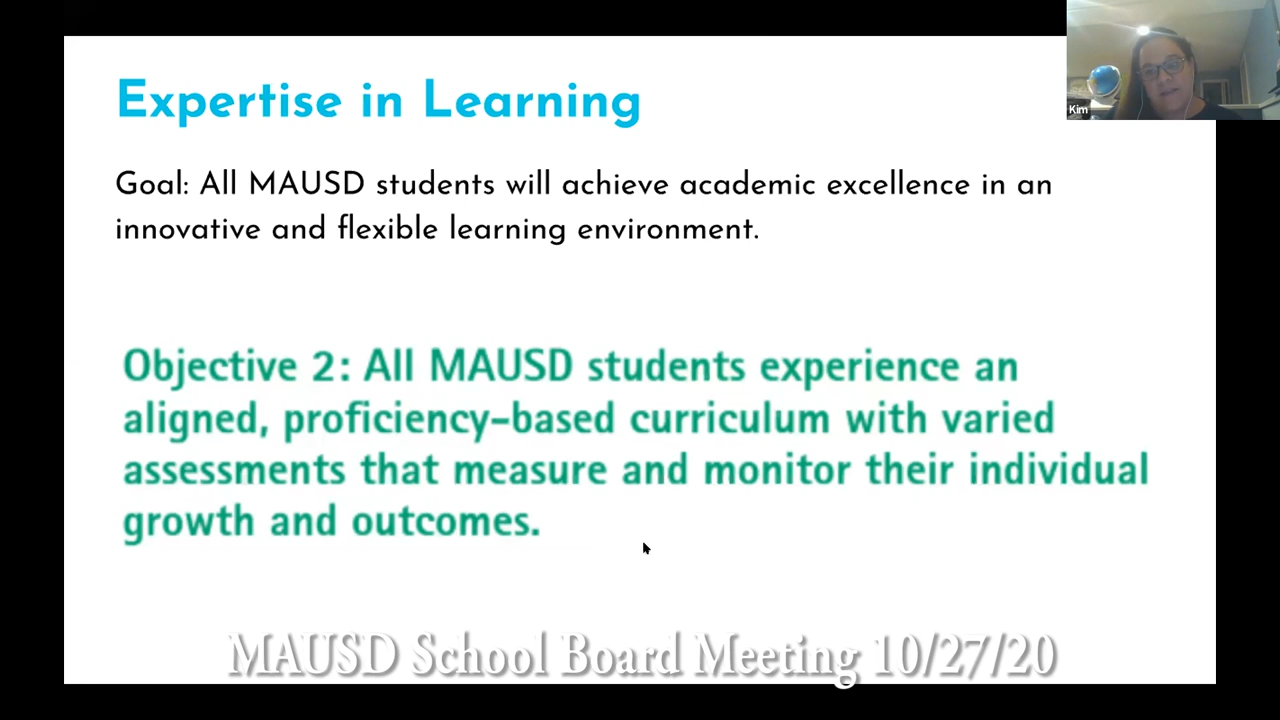 Expertise in Learning
Kim
Goal: All MAUSD students will achieve academic excellence in an
innovative and flexible learning environment.
Objective 2: All MAUSD students experience an
aligned, proficiency-based curriculum with varied
assessments that measure and monitor their individual
growth and outcomes.
MAUSD School Board Meeting 10/27/20